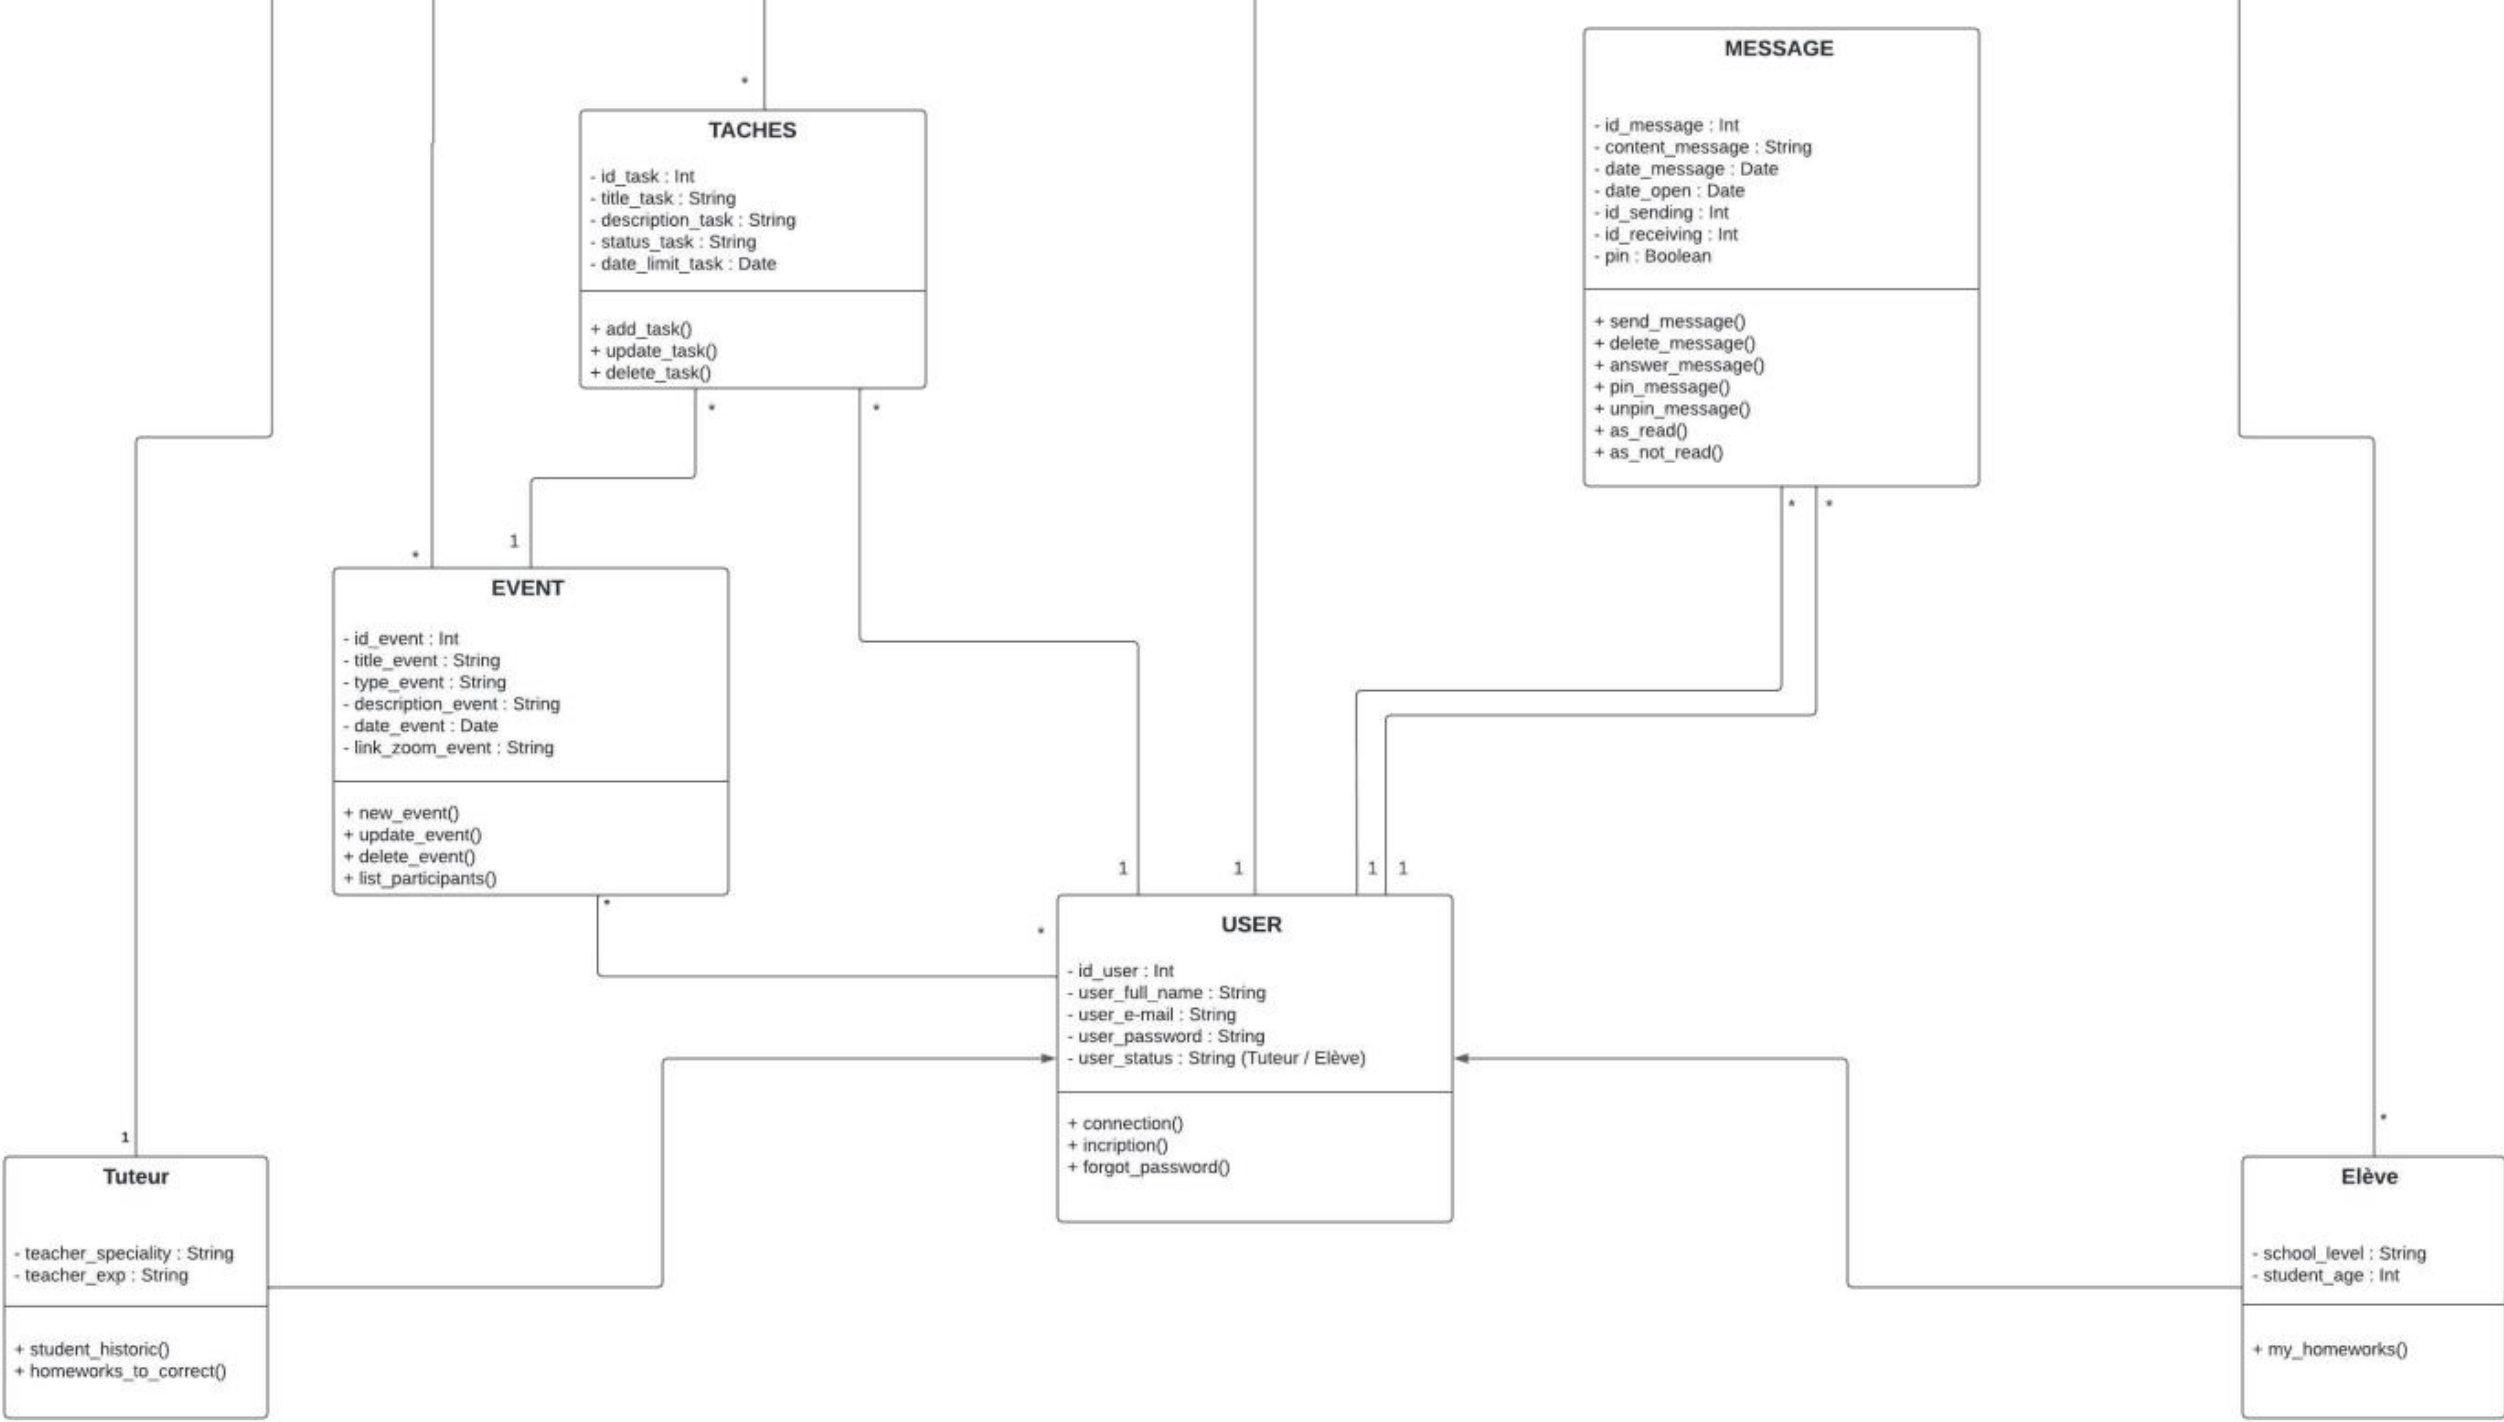 MESSAGE
- id_message : Int
- content_message : String
- date_message : Date
- date_open : Date
- id_sending : Int
- id_receiving : Int
- pin : Boolean
+ send_message()
+ delete_message()
+ answer_message()
+ pin_message()
+ unpin_message()
+ as_read()
+ as_not_read()
* *
*
TACHES
- id_task : Int
- title_task : String
- description_task : String
- status_task : String
- date_limit_task : Date
+ add_task()
+ update_task()
+ delete_task()
* *
* 1
EVENT
- id_event : Int
- title_event : String
- type_event : String
- description_event : String
- date_event : Date
- link_zoom_event : String
+ new_event()
+ update_event()
+ delete_event()
+ list_participants()
*
1 1 1 1
*
USER
- id_user : Int
- user_full_name : String
- user_e-mail : String
- user_password : String
- user_status : String (Tuteur / Elève)
+ connection()
+ incription()
+ forgot_password()
1
Tuteur
- teacher_speciality : String
- teacher_exp : String
+ student_historic()
+ homeworks_to_correct()
*
Elève
- school_level : String
- student_age : Int
+ my_homeworks()